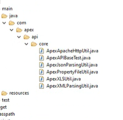 main
java
com
apex
api
core
ApexApacheHttpUtil.java
ApexAPIBaseTest.java
ApexJsonParsingUtil.java
ApexPropertyFileUtil.java
ApexXLSUtil.java
ApexXMLParsingUtil.java
resources
test
get
sspath
ject